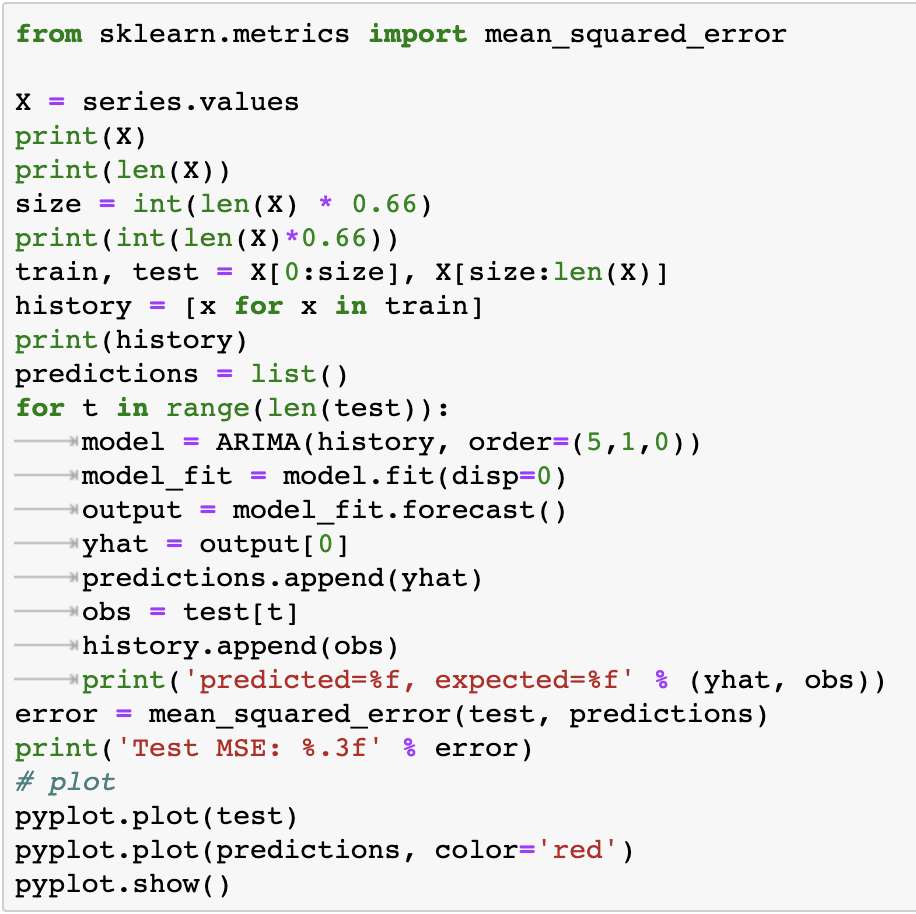 from sklearn.metrics import mean_squared_error

X = series.values
print(X)
print(len(X))
size = int(len(X) * 0.66)
print(int(len(X)*0.66))
train, test = X[0:size], X[size:len(X)]
history = [x for x in train]
print(history)
predictions = list()
for t in range(len(test)):
	model = ARIMA(history, order=(5,1,0))
	model_fit = model.fit(disp=0)
	output = model_fit.forecast()
	yhat = output[0]
	predictions.append(yhat)
	obs = test[t]
	history.append(obs)
	print('predicted=%f, expected=%f' % (yhat, obs))
error = mean_squared_error(test, predictions)
print('Test MSE: %.3f' % error)
# plot
pyplot.plot(test)
pyplot.plot(predictions, color='red')
pyplot.show()